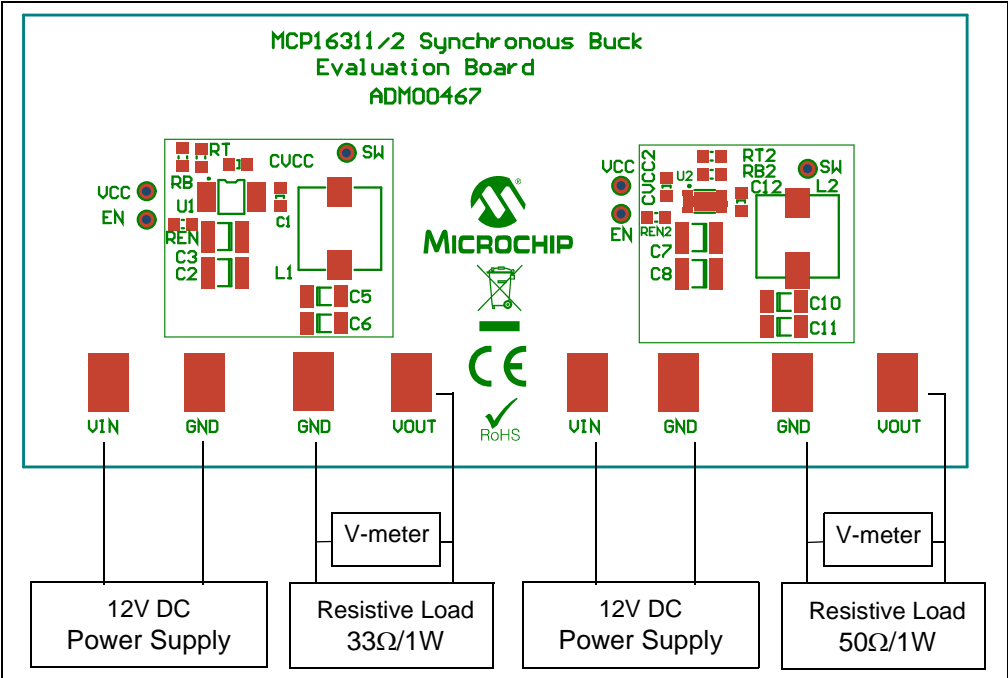 MCP16311/2 Synchronous Buck
Evaluation Board
ADM00467
RT
CVCC
SW
RB
VCC
U1
EN
REN
C1
C3
C2
L1
C5
C6
MICROCHIP
®
CE
RoHS
VCC
CVCC2
U2
RT2
RB2
SW
C12
L2
EN
REN2
C7
C8
C10
C11
VIN
GND
GND
VOUT
VIN
GND
GND
VOUT
V-meter
V-meter
12V DC
Power Supply
Resistive Load
33Ω/1W
12V DC
Power Supply
Resistive Load
50Ω/1W